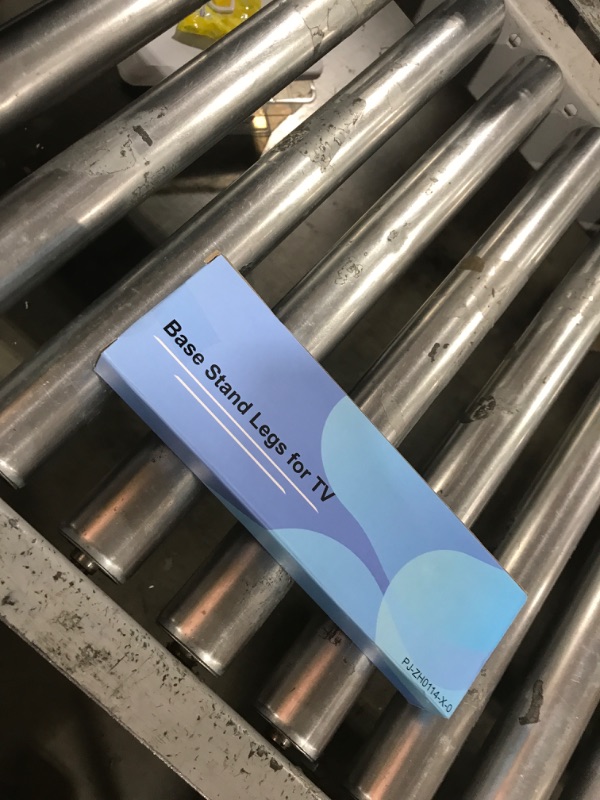 Base Stand Legs for TV
PJ-ZH0114-X-0